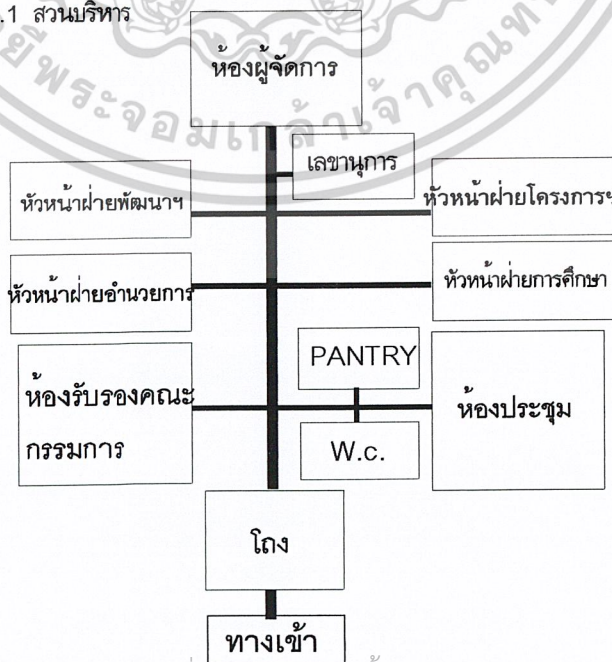 .1 ส่วนบริหาร
ห้องผู้จัดการ
เลขานุการ
หัวหน้าฝ่ายพัฒนาฯ
หัวหน้าฝ่ายโครงการฯ
หัวหน้าฝ่ายอำนวยการ
หัวหน้าฝ่ายการศึกษา
PANTRY
ห้องรับรองคณะ
กรรมการ
ห้องประชุม
W.c.
โถง
ทางเข้า